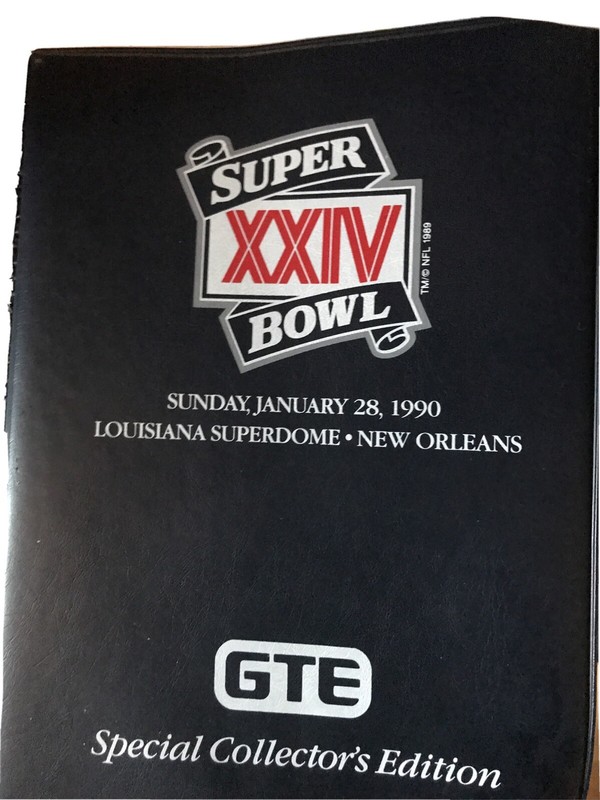 SUPER
XXIV
BOWL
TM/© NFL 1989
SUNDAY, JANUARY 28, 1990
LOUISIANA SUPERDOME • NEW ORLEANS
GTE
Special Collector's Edition